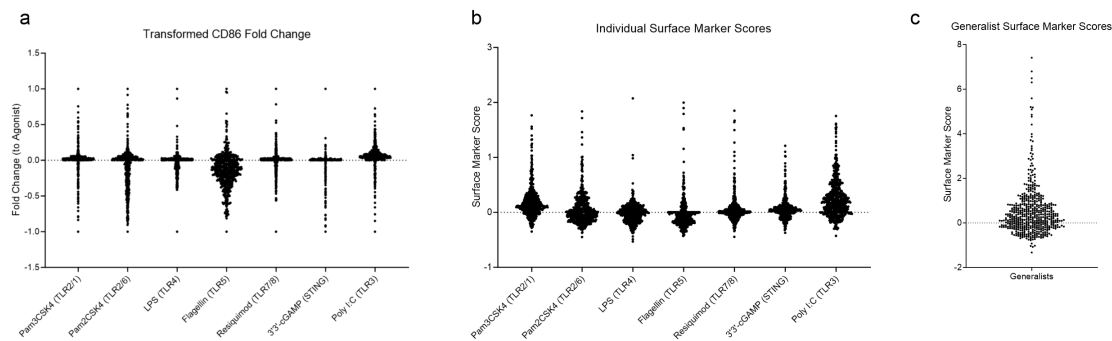 a
Transformed CD86 Fold Change
Fold Change (to Agonist)
1.5
1.0
0.5
0.0
-0.5
-1.0
-1.5
Pam3CSK4 (TLR2/1)
Pam2CSK4 (TLR2/6)
LPS (TLR4)
Flagellin (TLR5)
Resiquimod (TLR7/8)
3'3'-cGAMP (STING)
Poly I:C (TLR3)
b
Individual Surface Marker Scores
Surface Marker Score
3
2
1
0
-1
Pam3CSK4 (TLR2/1)
Pam2CSK4 (TLR2/6)
LPS (TLR4)
Flagellin (TLR5)
Resiquimod (TLR7/8)
3'3'-cGAMP (STING)
Poly I:C (TLR3)
c
Generalist Surface Marker Scores
Surface Marker Score
8
6
4
2
0
-2
Generalists